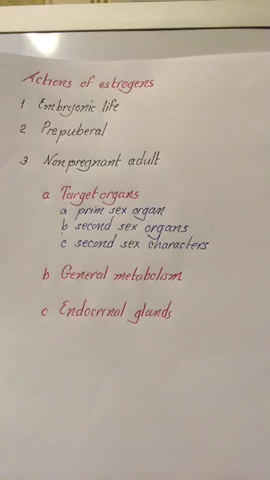 Actions of estrogens
1 Embryonic life
2 Prepuberal
3 Nonpregnant adult
a Target organs
a prim sex organ
b second sex organs
c second sex characters
b General metabolism
c Endocrinal glands